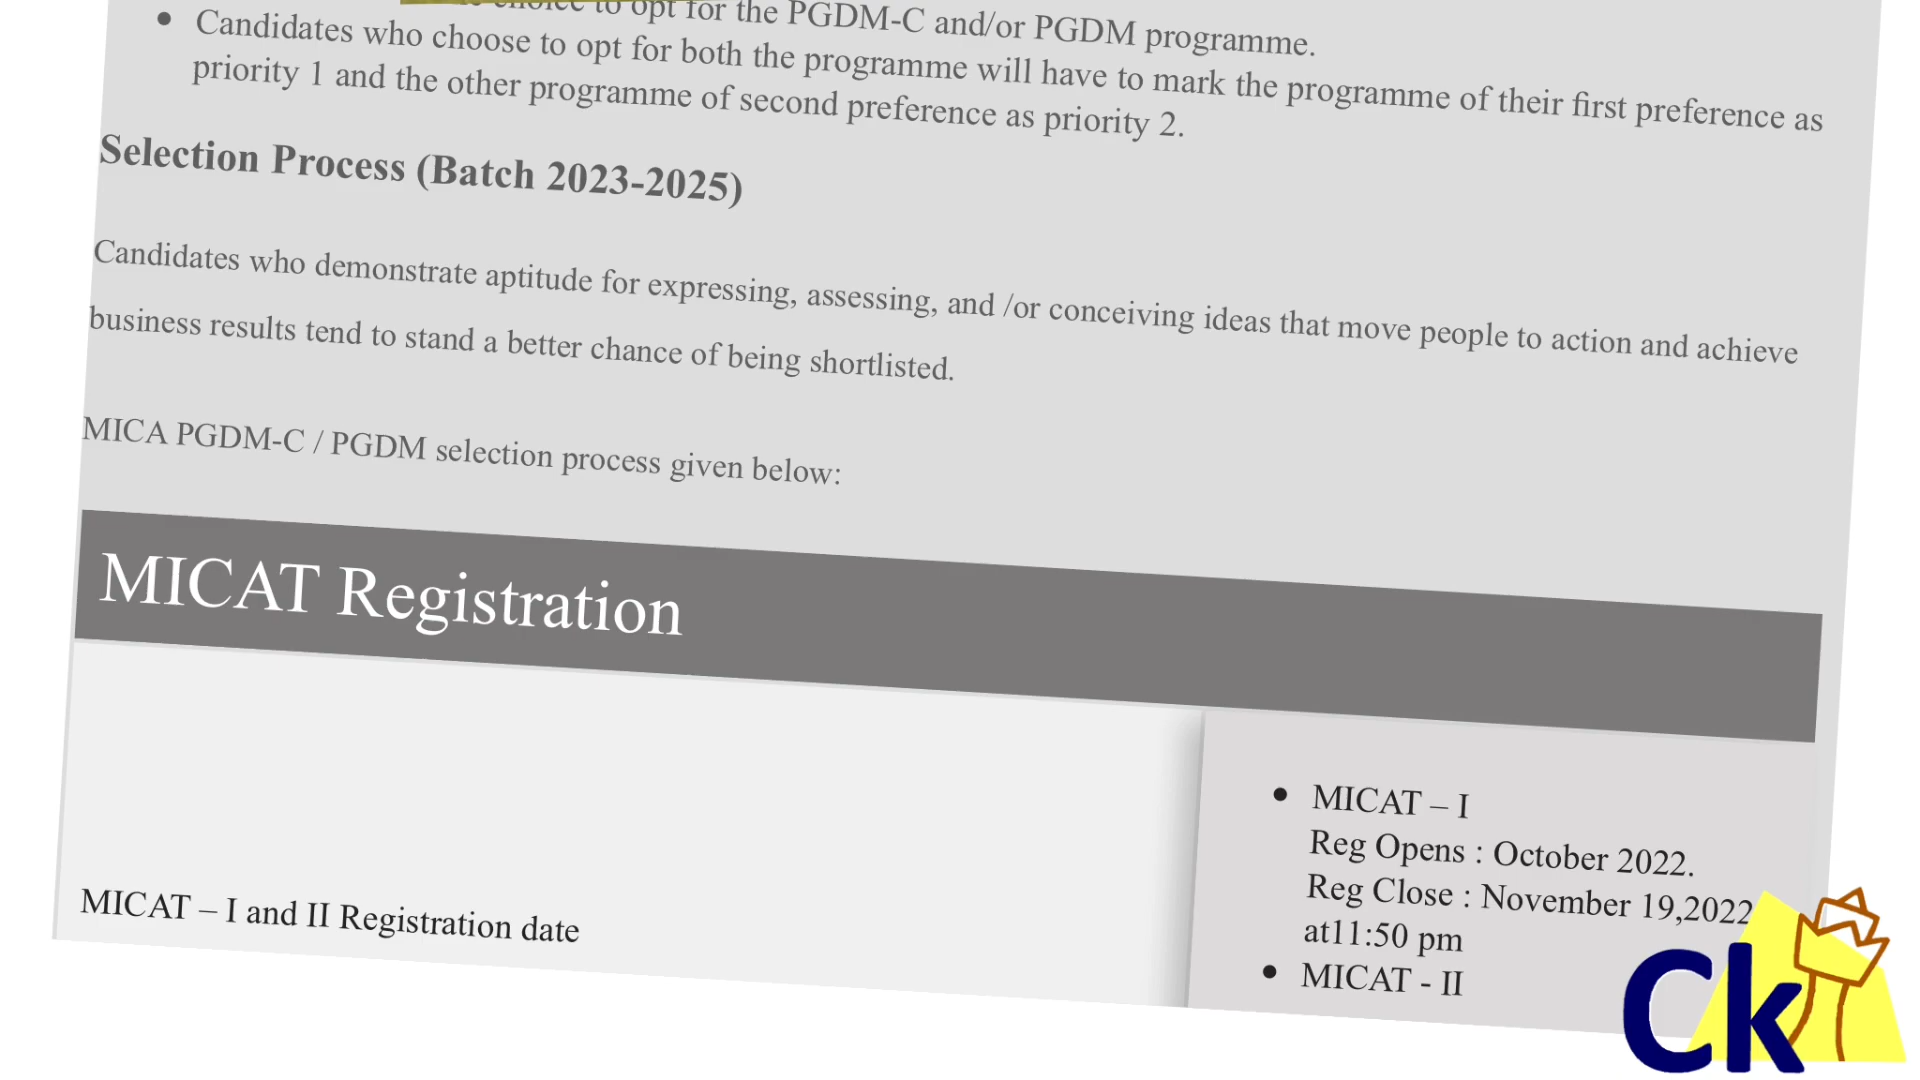 choice to opt for the PGDM-C and/or PGDM programme.
• Candidates who choose to opt for both the programme will have to mark the programme of their first preference as
priority 1 and the other programme of second preference as priority 2.
Selection Process (Batch 2023-2025)
Candidates who demonstrate aptitude for expressing, assessing, and /or conceiving ideas that move people to action and achieve
business results tend to stand a better chance of being shortlisted.
MICA PGDM-C / PGDM selection process given below:
MICAT Registration
MICAT – I and II Registration date
• MICAT – I
Reg Opens : October 2022.
Reg Close : November 19,2022
at11:50 pm
• MICAT - II
Ck